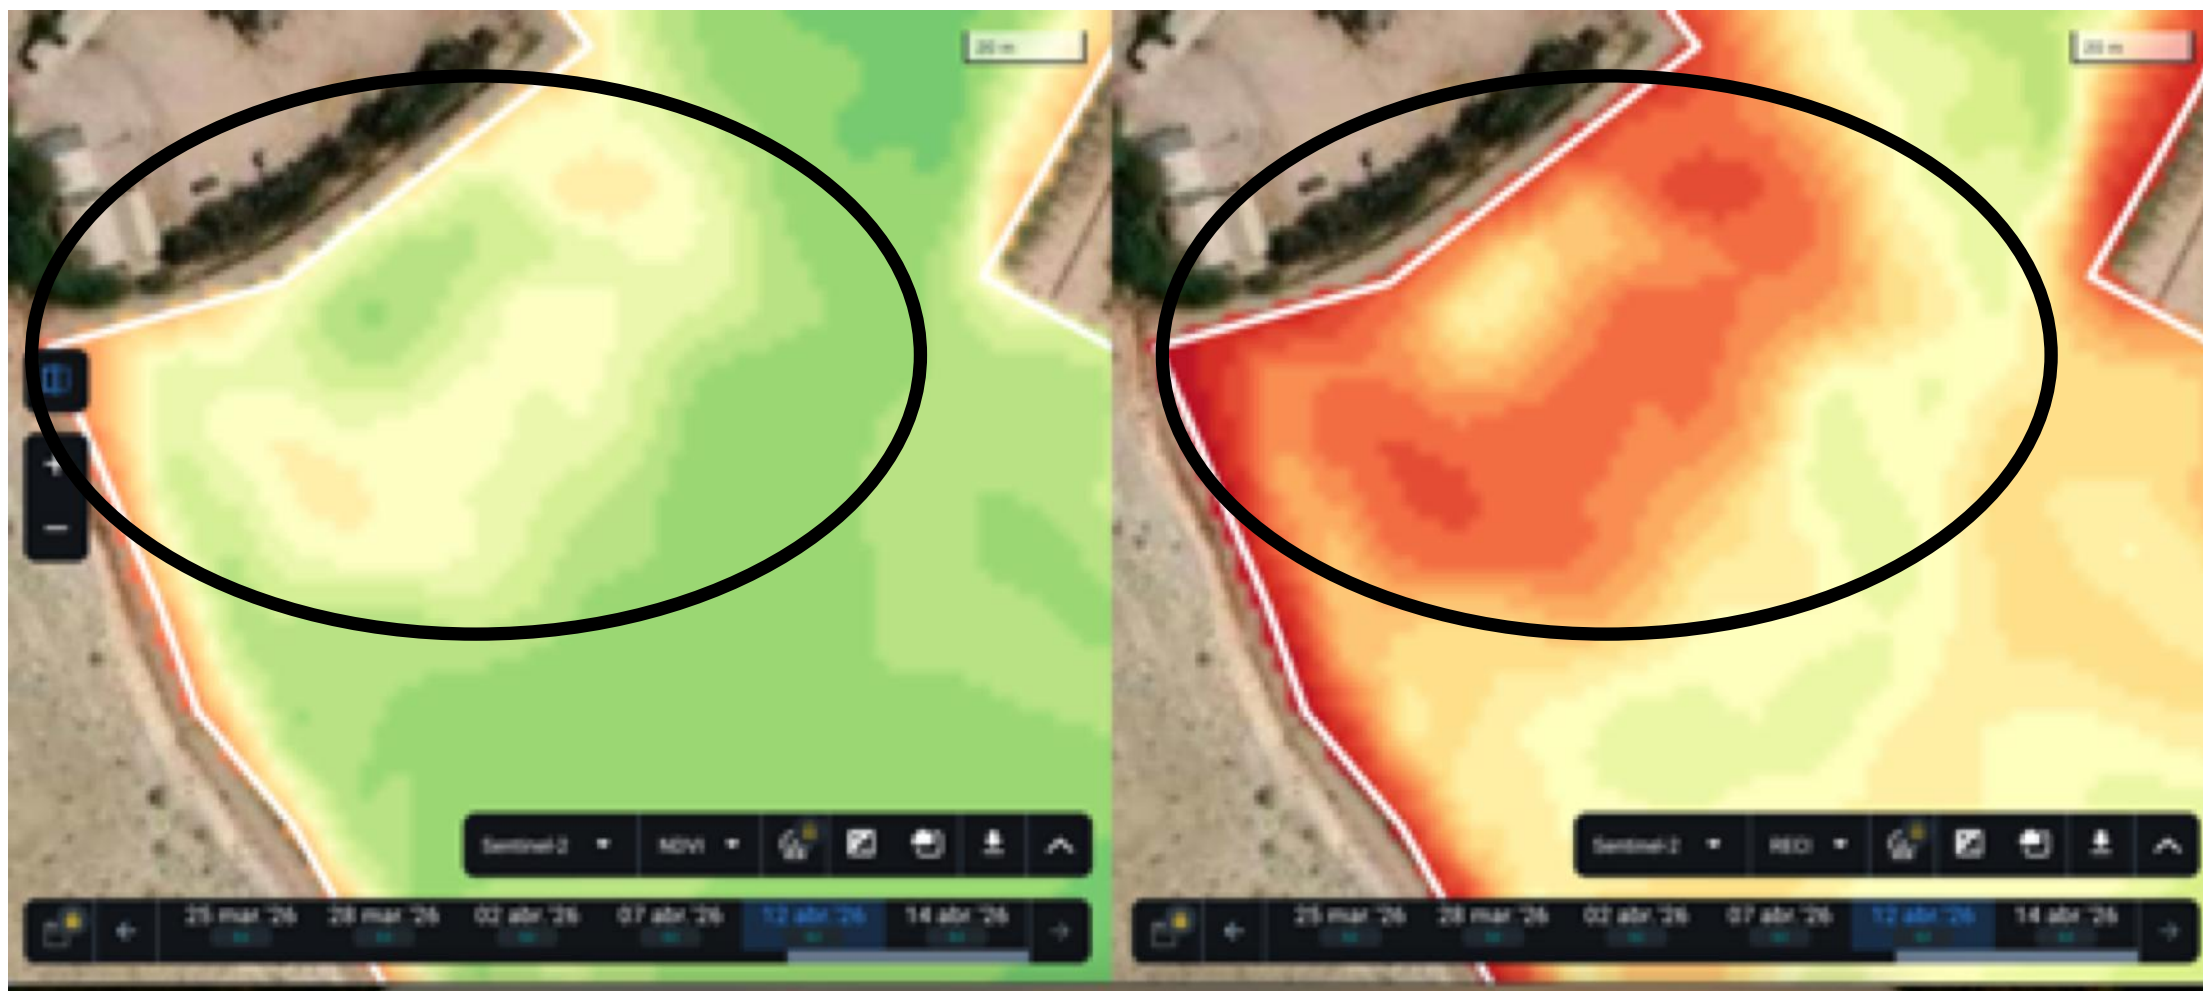 20 m
20 m
Sentinel-2 NDVI
Sentinel-2 RECI
25 mar. '26 28 mar. '26 02 abr. '26 07 abr. '26 12 abr. '26 14 abr. '26
25 mar. '26 28 mar. '26 02 abr. '26 07 abr. '26 12 abr. '26 14 abr. '26